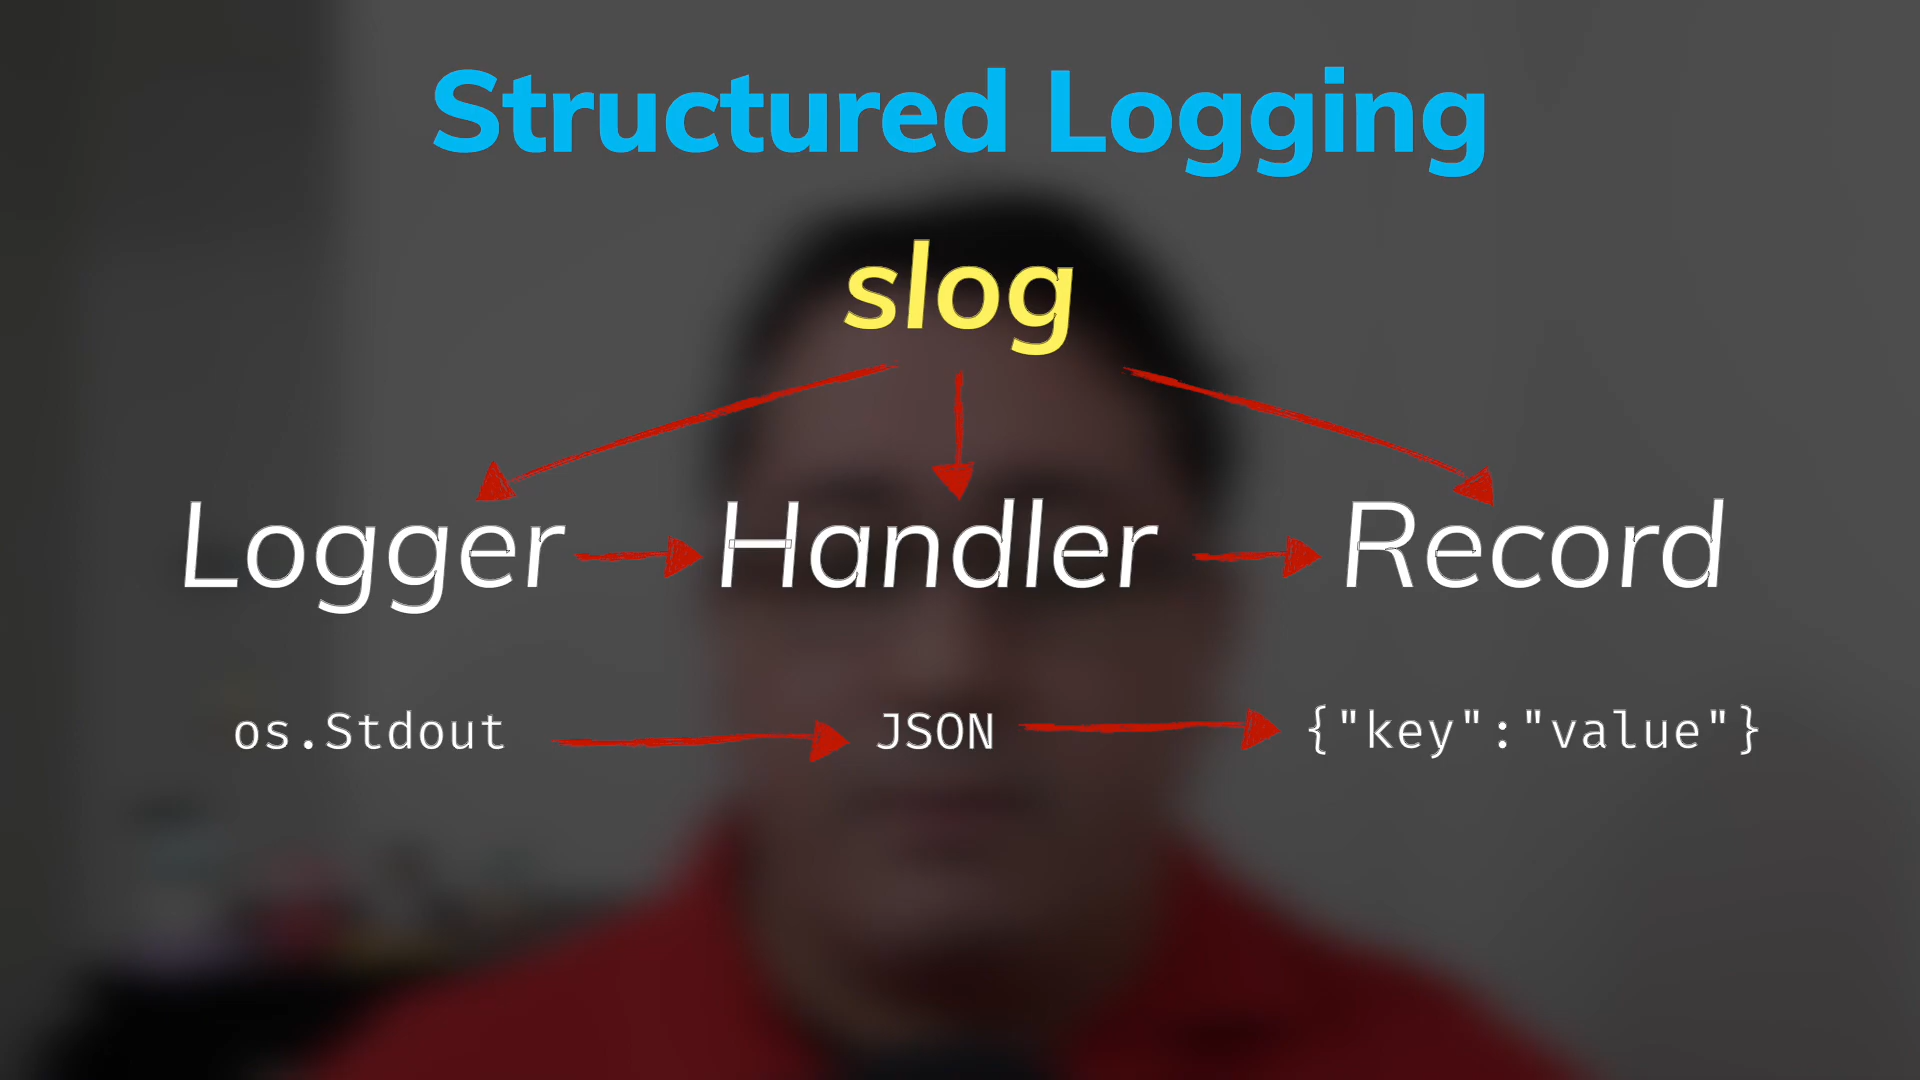 Structured Logging
slog
Logger Handler Record
os.Stdout JSON {"key":"value"}